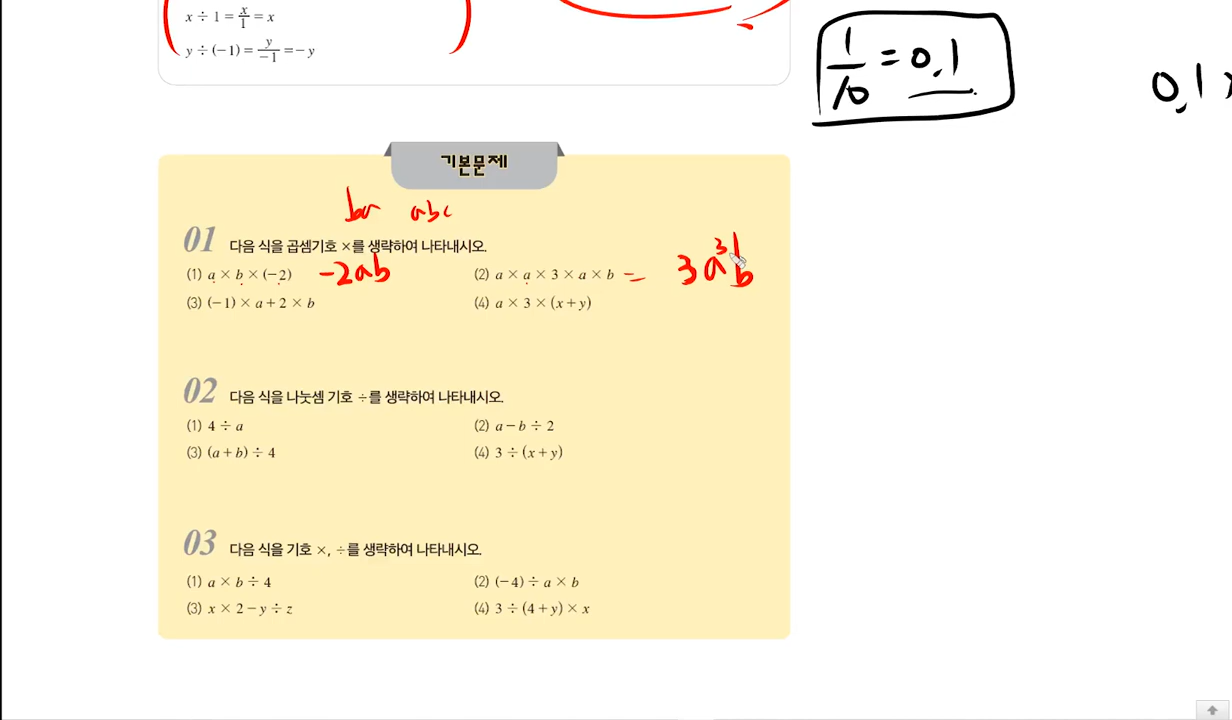 x ÷ 1 = x/1 = x
y ÷ (−1) = y/−1 = −y
1/10 = 0.1
0.1
기본문제
ba abc
01 다음 식을 곱셈기호 ×를 생략하여 나타내시오.
(1) a × b × (−2) −2ab (2) a × a × 3 × a × b = 3a³b
(3) (−1) × a + 2 × b (4) a × 3 × (x + y)
02 다음 식을 나눗셈 기호 ÷를 생략하여 나타내시오.
(1) 4 ÷ a (2) a − b ÷ 2
(3) (a + b) ÷ 4 (4) 3 ÷ (x + y)
03 다음 식을 기호 ×, ÷를 생략하여 나타내시오.
(1) a × b ÷ 4 (2) (−4) ÷ a × b
(3) x × 2 − y ÷ z (4) 3 ÷ (4 + y) × x